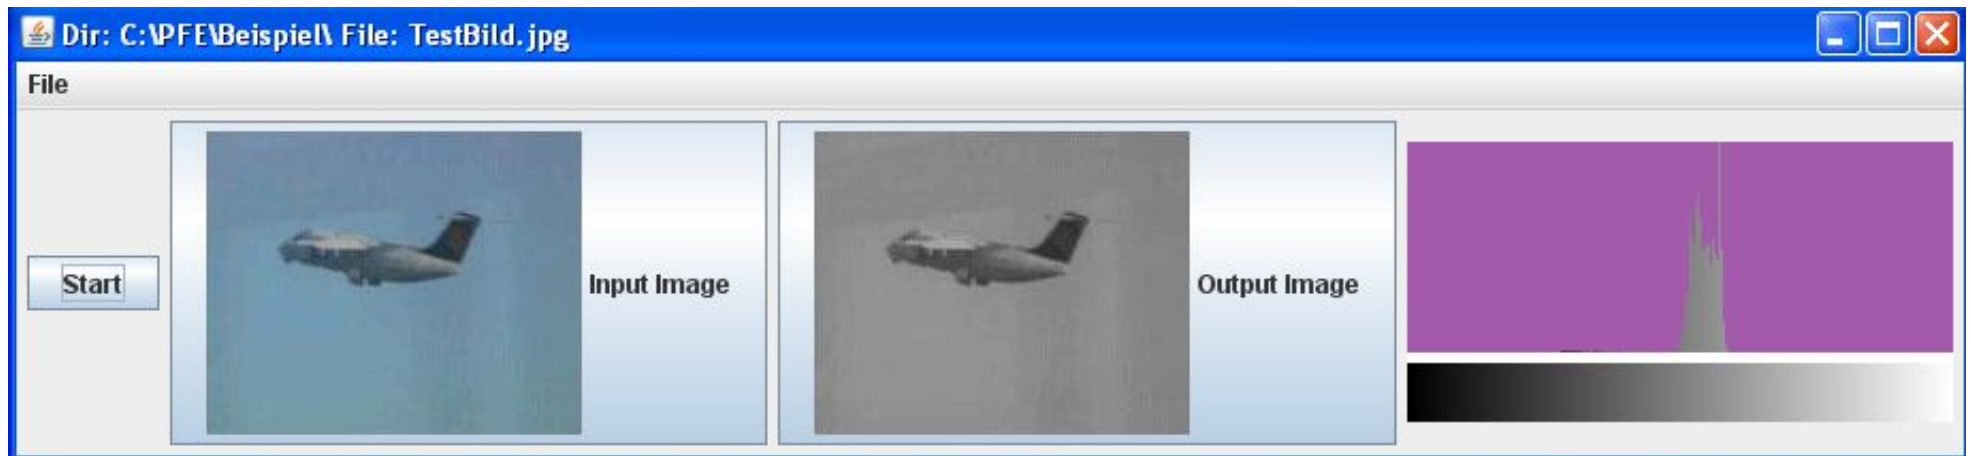 Dir: C:\PFE\Beispiel\ File: TestBild.jpg
File
Start
Input Image
Output Image